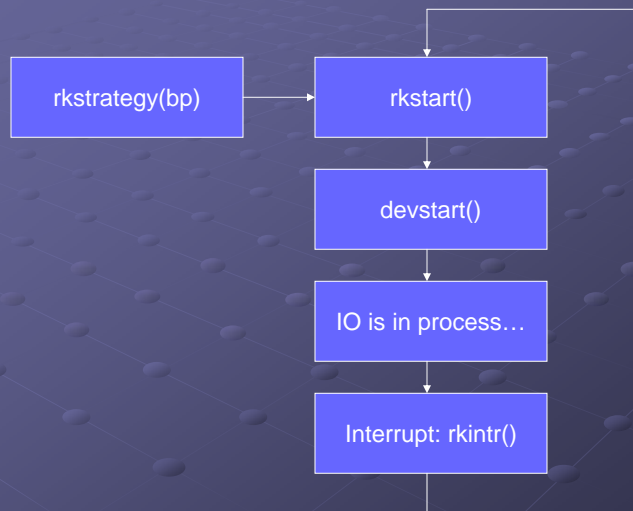 rkstrategy(bp)
rkstart()
devstart()
IO is in process…
Interrupt: rkintr()